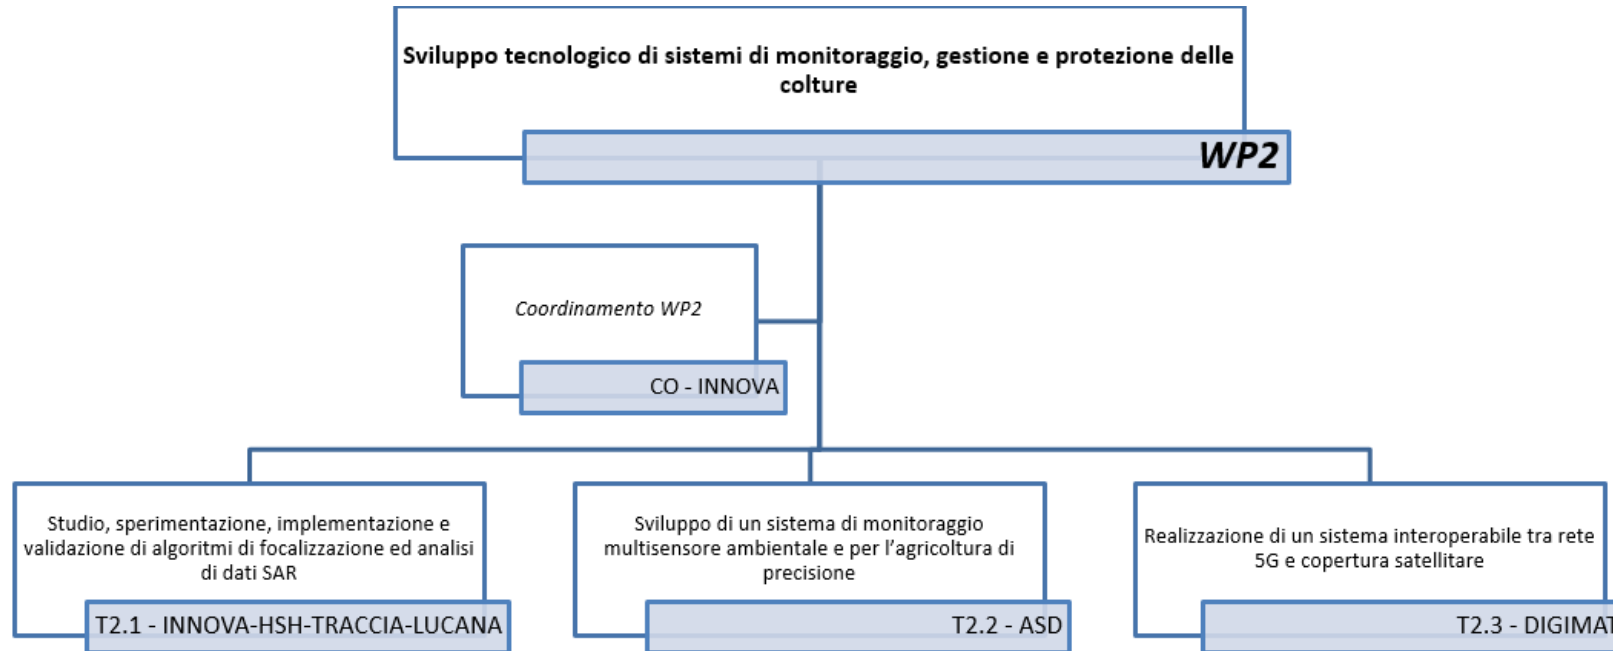 Sviluppo tecnologico di sistemi di monitoraggio, gestione e protezione delle
colture
WP2
Coordinamento WP2
CO - INNOVA
Studio, sperimentazione, implementazione e
validazione di algoritmi di focalizzazione ed analisi
di dati SAR
T2.1 - INNOVA-HSH-TRACCIA-LUCANA
Sviluppo di un sistema di monitoraggio
multisensore ambientale e per l’agricoltura di
precisione
T2.2 - ASD
Realizzazione di un sistema interoperabile tra rete
5G e copertura satellitare
T2.3 - DIGIMAT